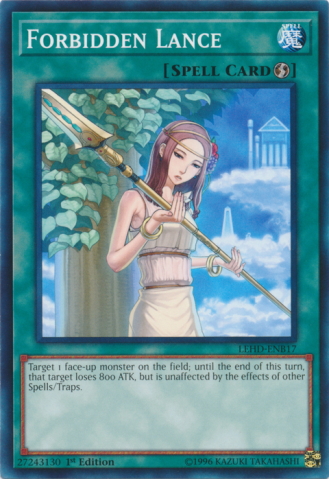 FORBIDDEN LANCE
SPELL
魔
[SPELL CARD]
LEHD-ENB17
Target 1 face-up monster on the field; until the end of this turn,
that target loses 800 ATK, but is unaffected by the effects of other
Spells/Traps.
27243130 1st Edition ©1996 KAZUKI TAKAHASHI